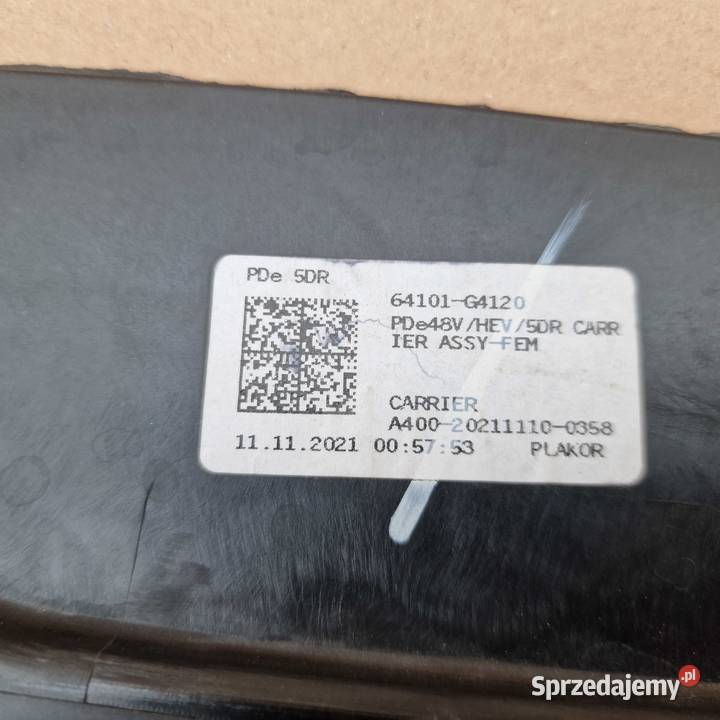 PDe 5DR
64101-G4120
PDe48V/HEV/5DR CARR
IER ASSY-FEM
CARRIER
A400-20211110-0358
11.11.2021 00:57:53 PLAKOR
Sprzedajemy.pl